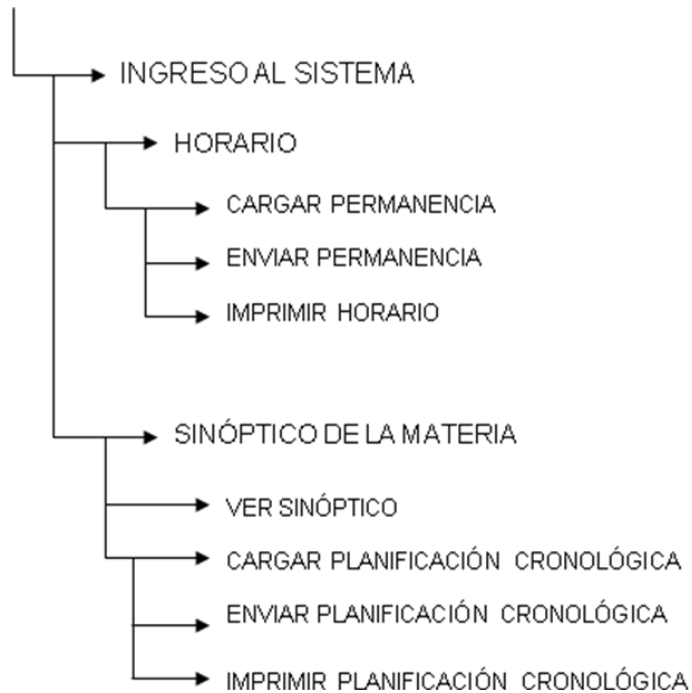 INGRESO AL SISTEMA
HORARIO
CARGAR PERMANENCIA
ENVIAR PERMANENCIA
IMPRIMIR HORARIO
SINÓPTICO DE LA MATERIA
VER SINÓPTICO
CARGAR PLANIFICACIÓN CRONOLÓGICA
ENVIAR PLANIFICACIÓN CRONOLÓGICA
IMPRIMIR PLANIFICACIÓN CRONOLÓGICA